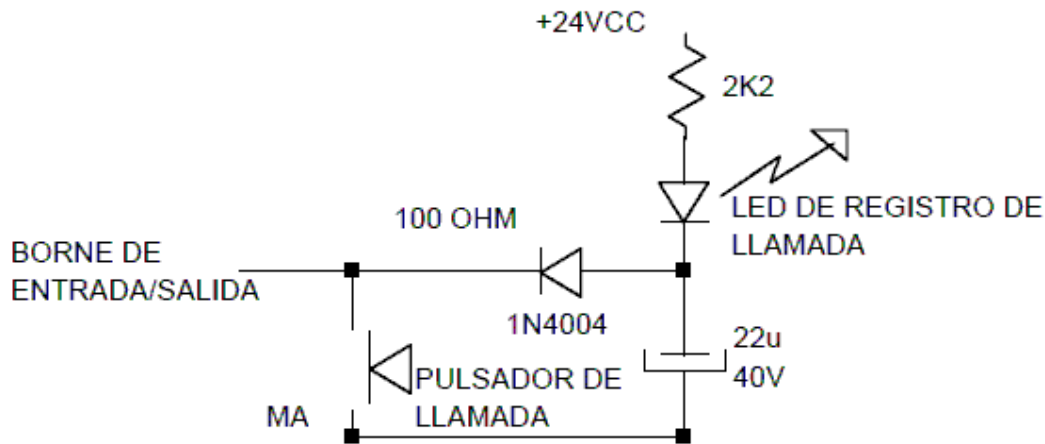 +24VCC
2K2
LED DE REGISTRO DE
LLAMADA
100 OHM
BORNE DE
ENTRADA/SALIDA
1N4004
22u
40V
PULSADOR DE
LLAMADA
MA